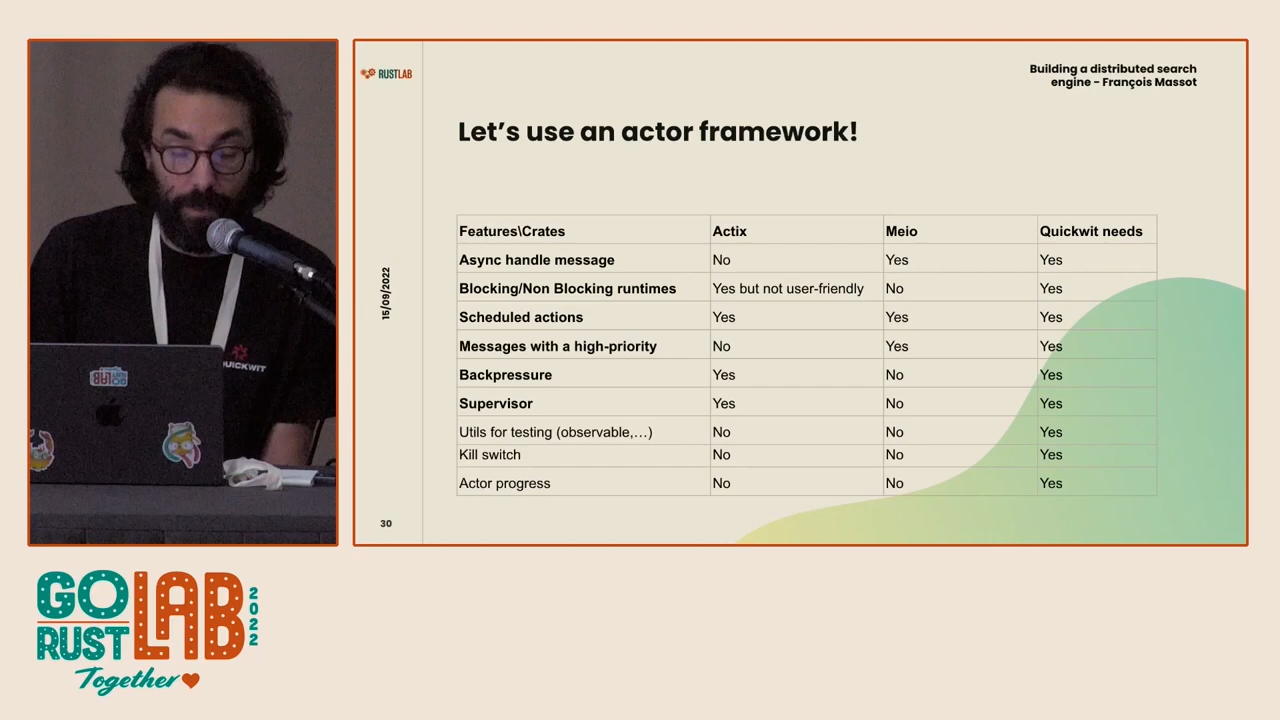 RUSTLAB
Building a distributed search
engine - François Massot
Let's use an actor framework!
15/09/2022
Features\Crates Actix Meio Quickwit needs
Async handle message No Yes Yes
Blocking/Non Blocking runtimes Yes but not user-friendly No Yes
Scheduled actions Yes Yes Yes
Messages with a high-priority No Yes Yes
Backpressure Yes No Yes
Supervisor Yes No Yes
Utils for testing (observable,…) No No Yes
Kill switch No No Yes
Actor progress No No Yes
30
UICKWIT
GOLAB
GO LAB 2022
RUST
Together